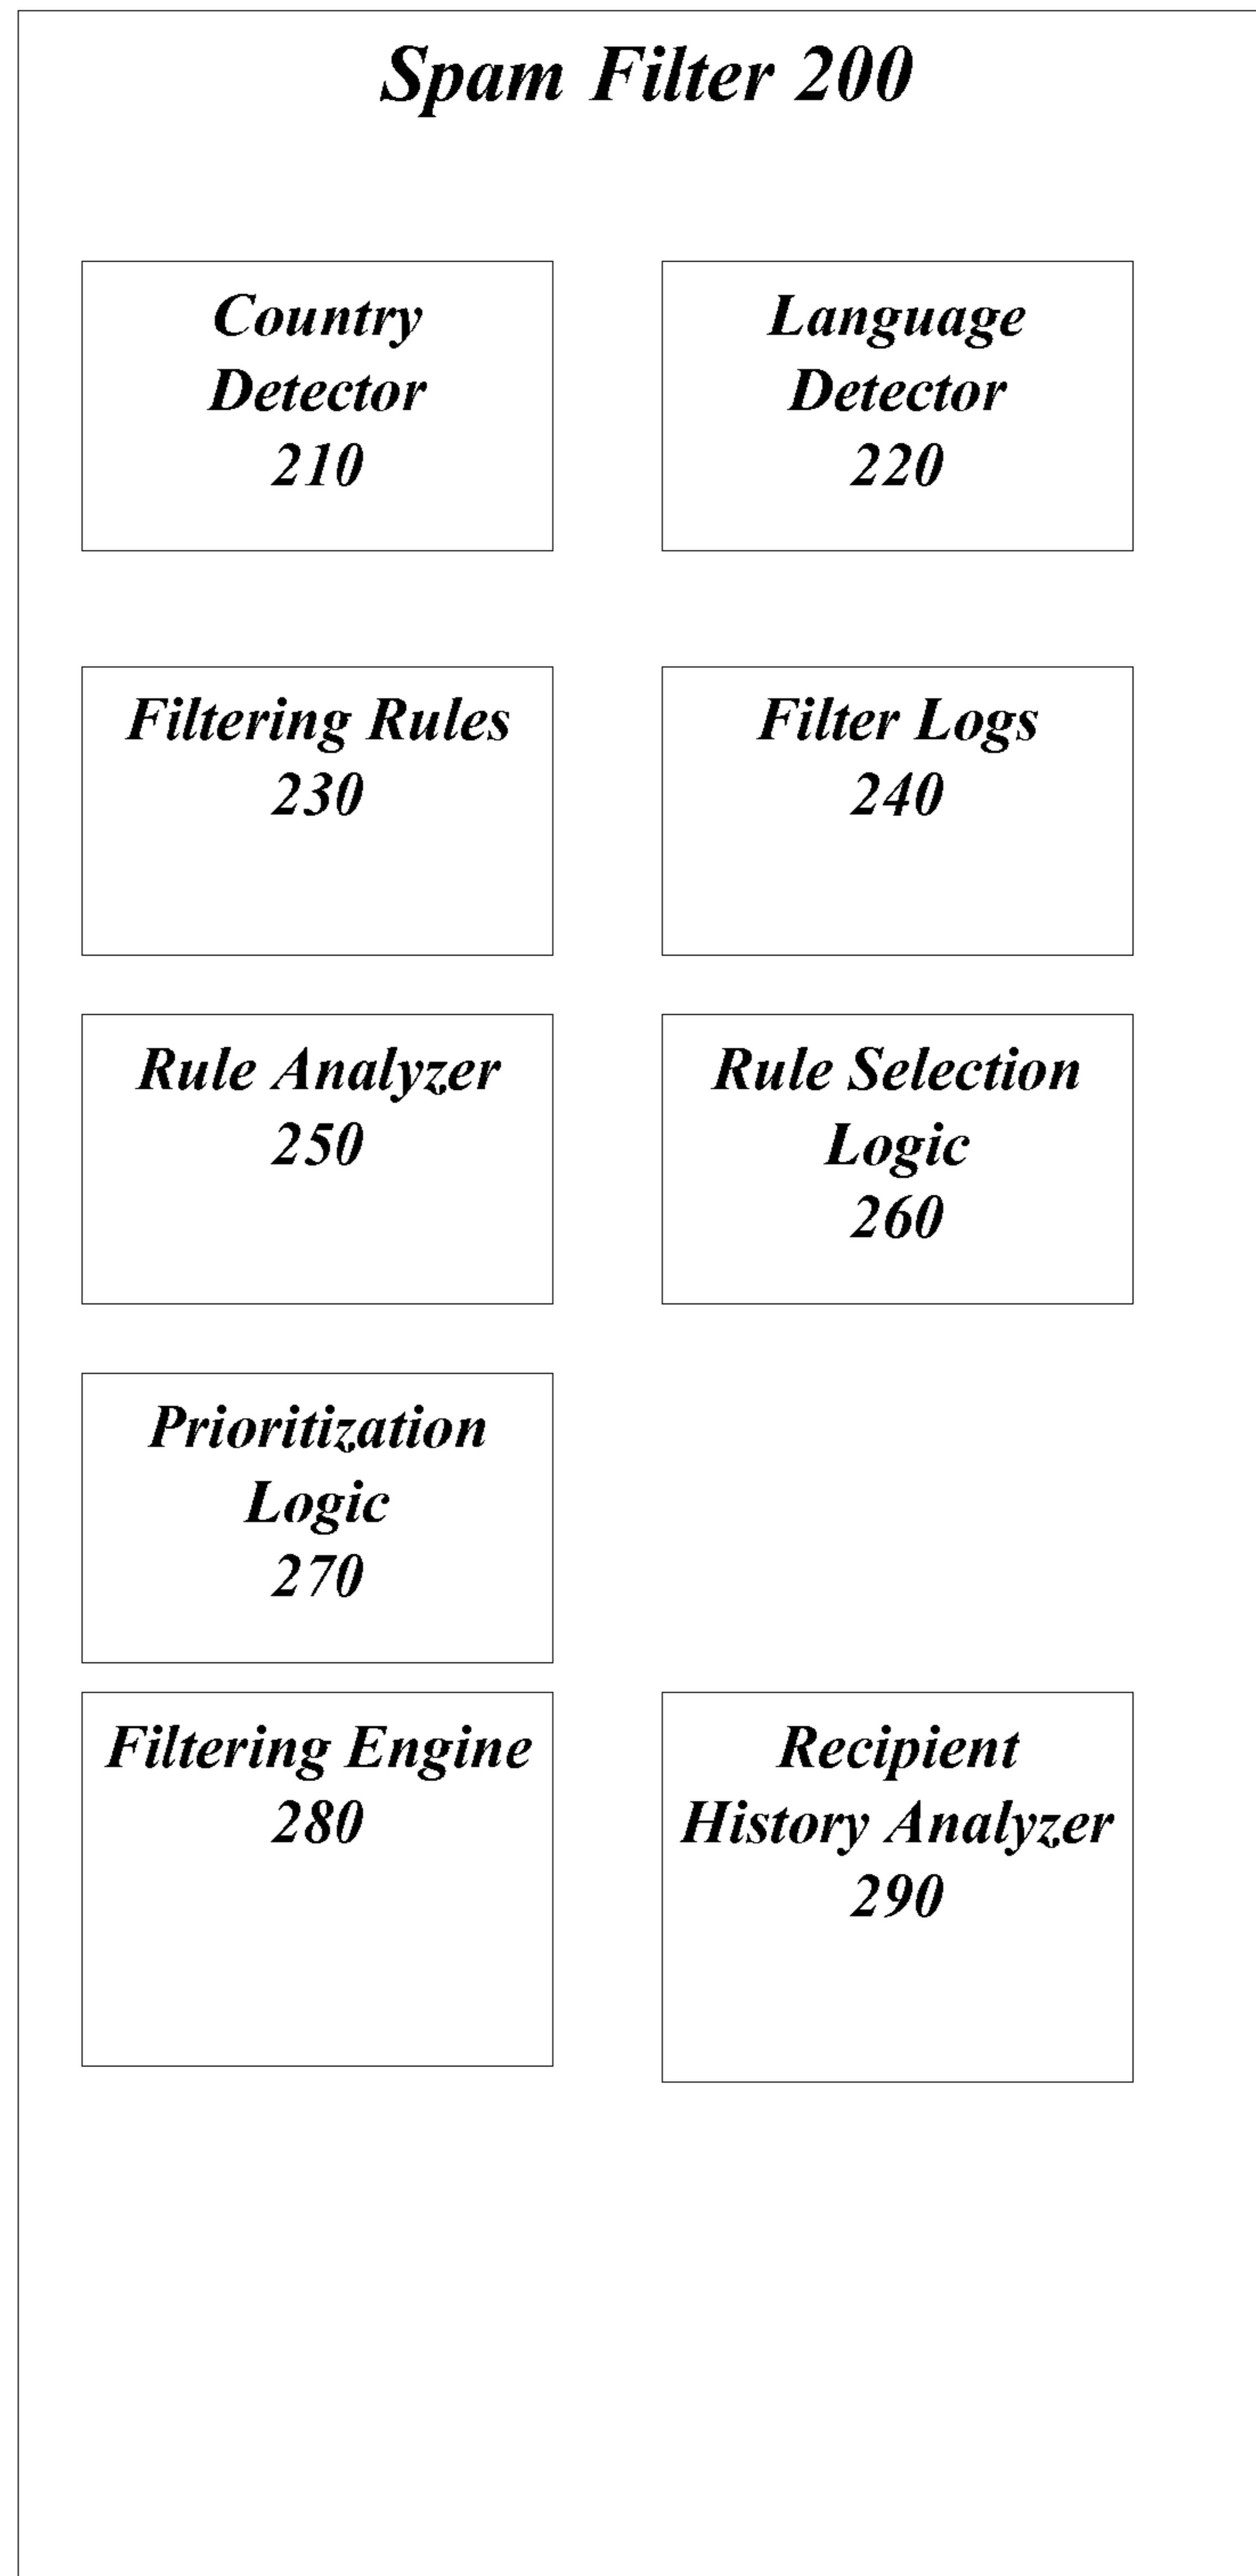 Spam Filter 200
Country
Detector
210
Language
Detector
220
Filtering Rules
230
Filter Logs
240
Rule Analyzer
250
Rule Selection
Logic
260
Prioritization
Logic
270
Filtering Engine
280
Recipient
History Analyzer
290